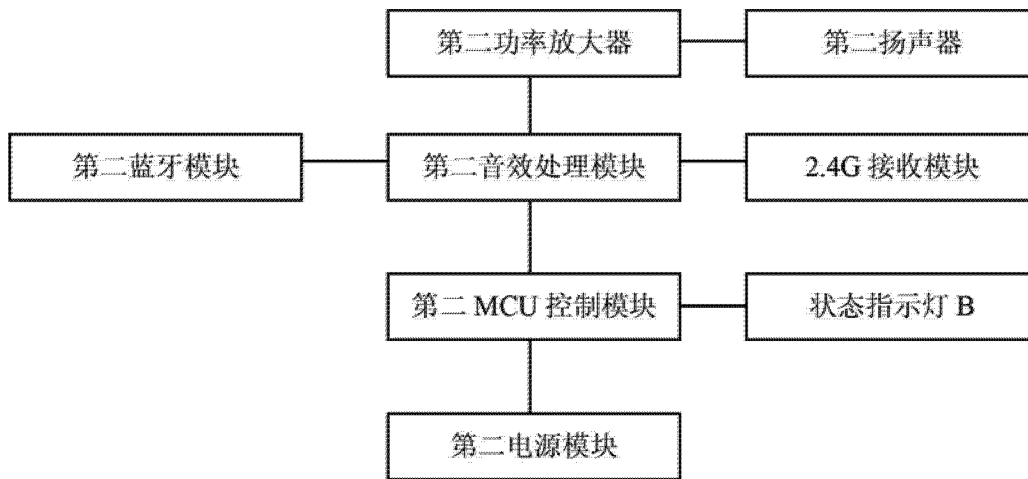 第二功率放大器
第二扬声器
第二蓝牙模块
第二音效处理模块
2.4G 接收模块
第二 MCU 控制模块
状态指示灯 B
第二电源模块